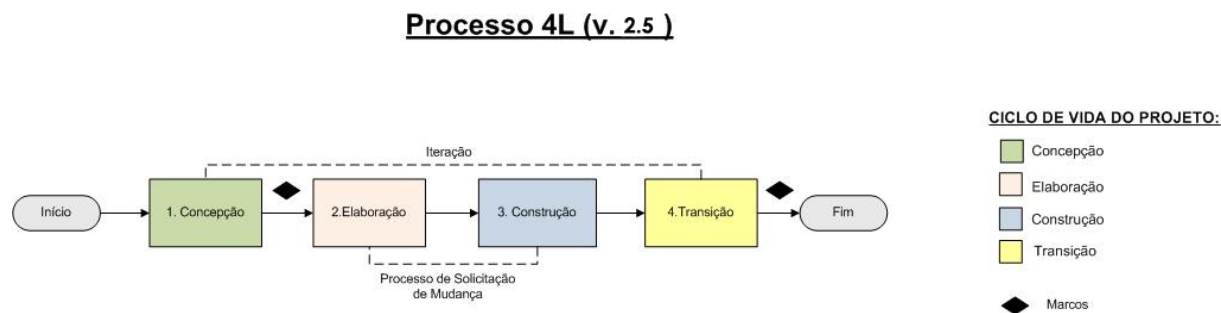 Processo 4L (v. 2.5 )
CICLO DE VIDA DO PROJETO:
Concepção
Elaboração
Construção
Transição
Marcos
Iteração
Início
1. Concepção
2.Elaboração
3. Construção
4.Transição
Fim
Processo de Solicitação
de Mudança